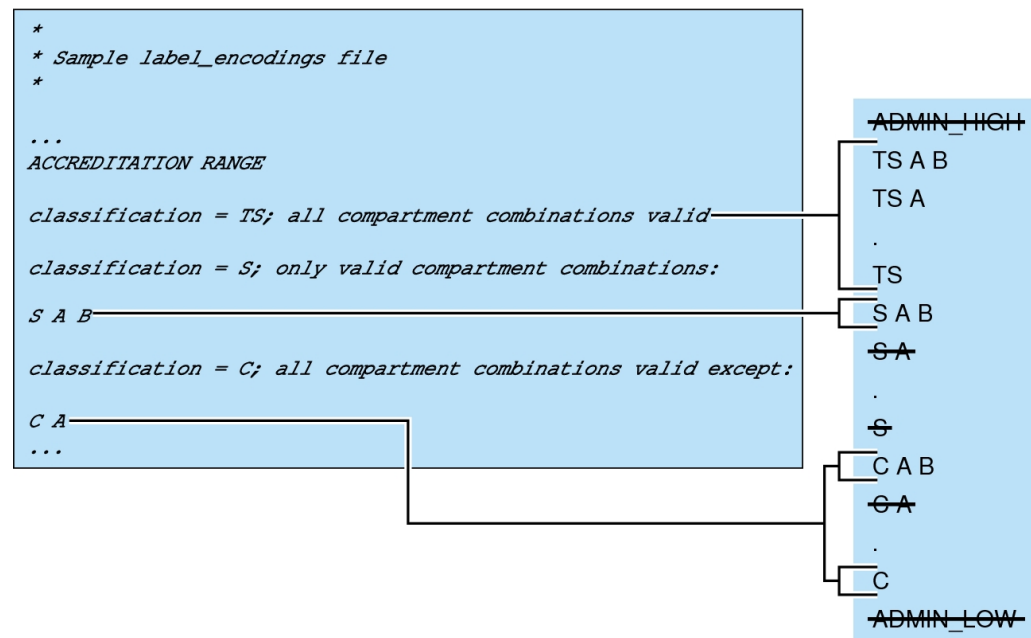 *
* Sample label_encodings file
*
...
ACCREDITATION RANGE
classification = TS; all compartment combinations valid
classification = S; only valid compartment combinations:
S A B
classification = C; all compartment combinations valid except:
C A
...
ADMIN_HIGH
TS A B
TS A
.
TS
S A B
S A
.
S
C A B
C A
.
C
ADMIN_LOW